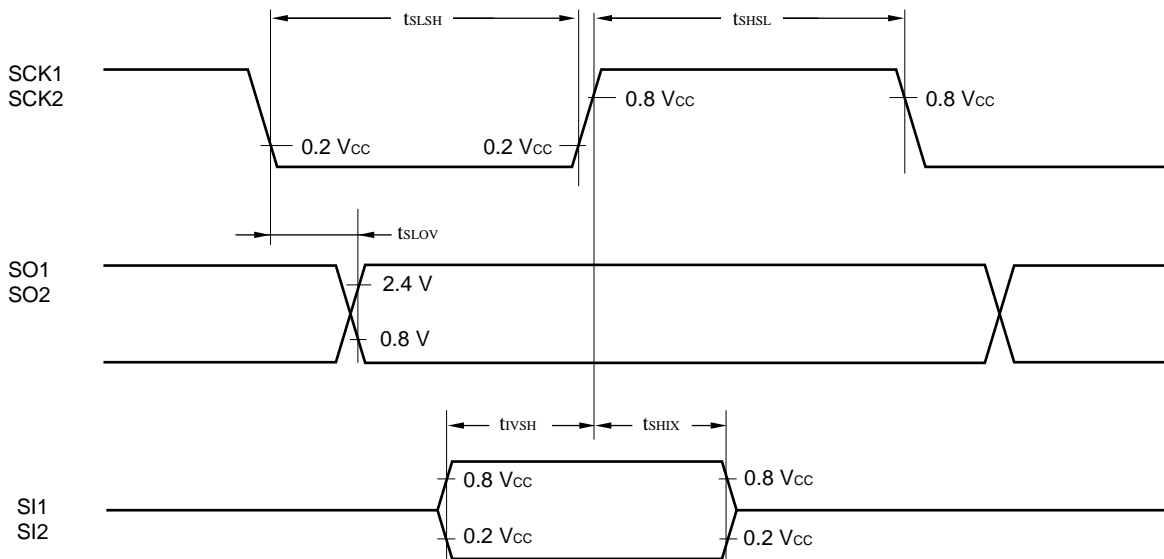 tSLSH
tSHSL
SCK1
SCK2
0.8 VCC
0.8 VCC
0.2 VCC
0.2 VCC
tSLOV
SO1
SO2
2.4 V
0.8 V
tIVSH
tSHIX
0.8 VCC
0.8 VCC
SI1
SI2
0.2 VCC
0.2 VCC